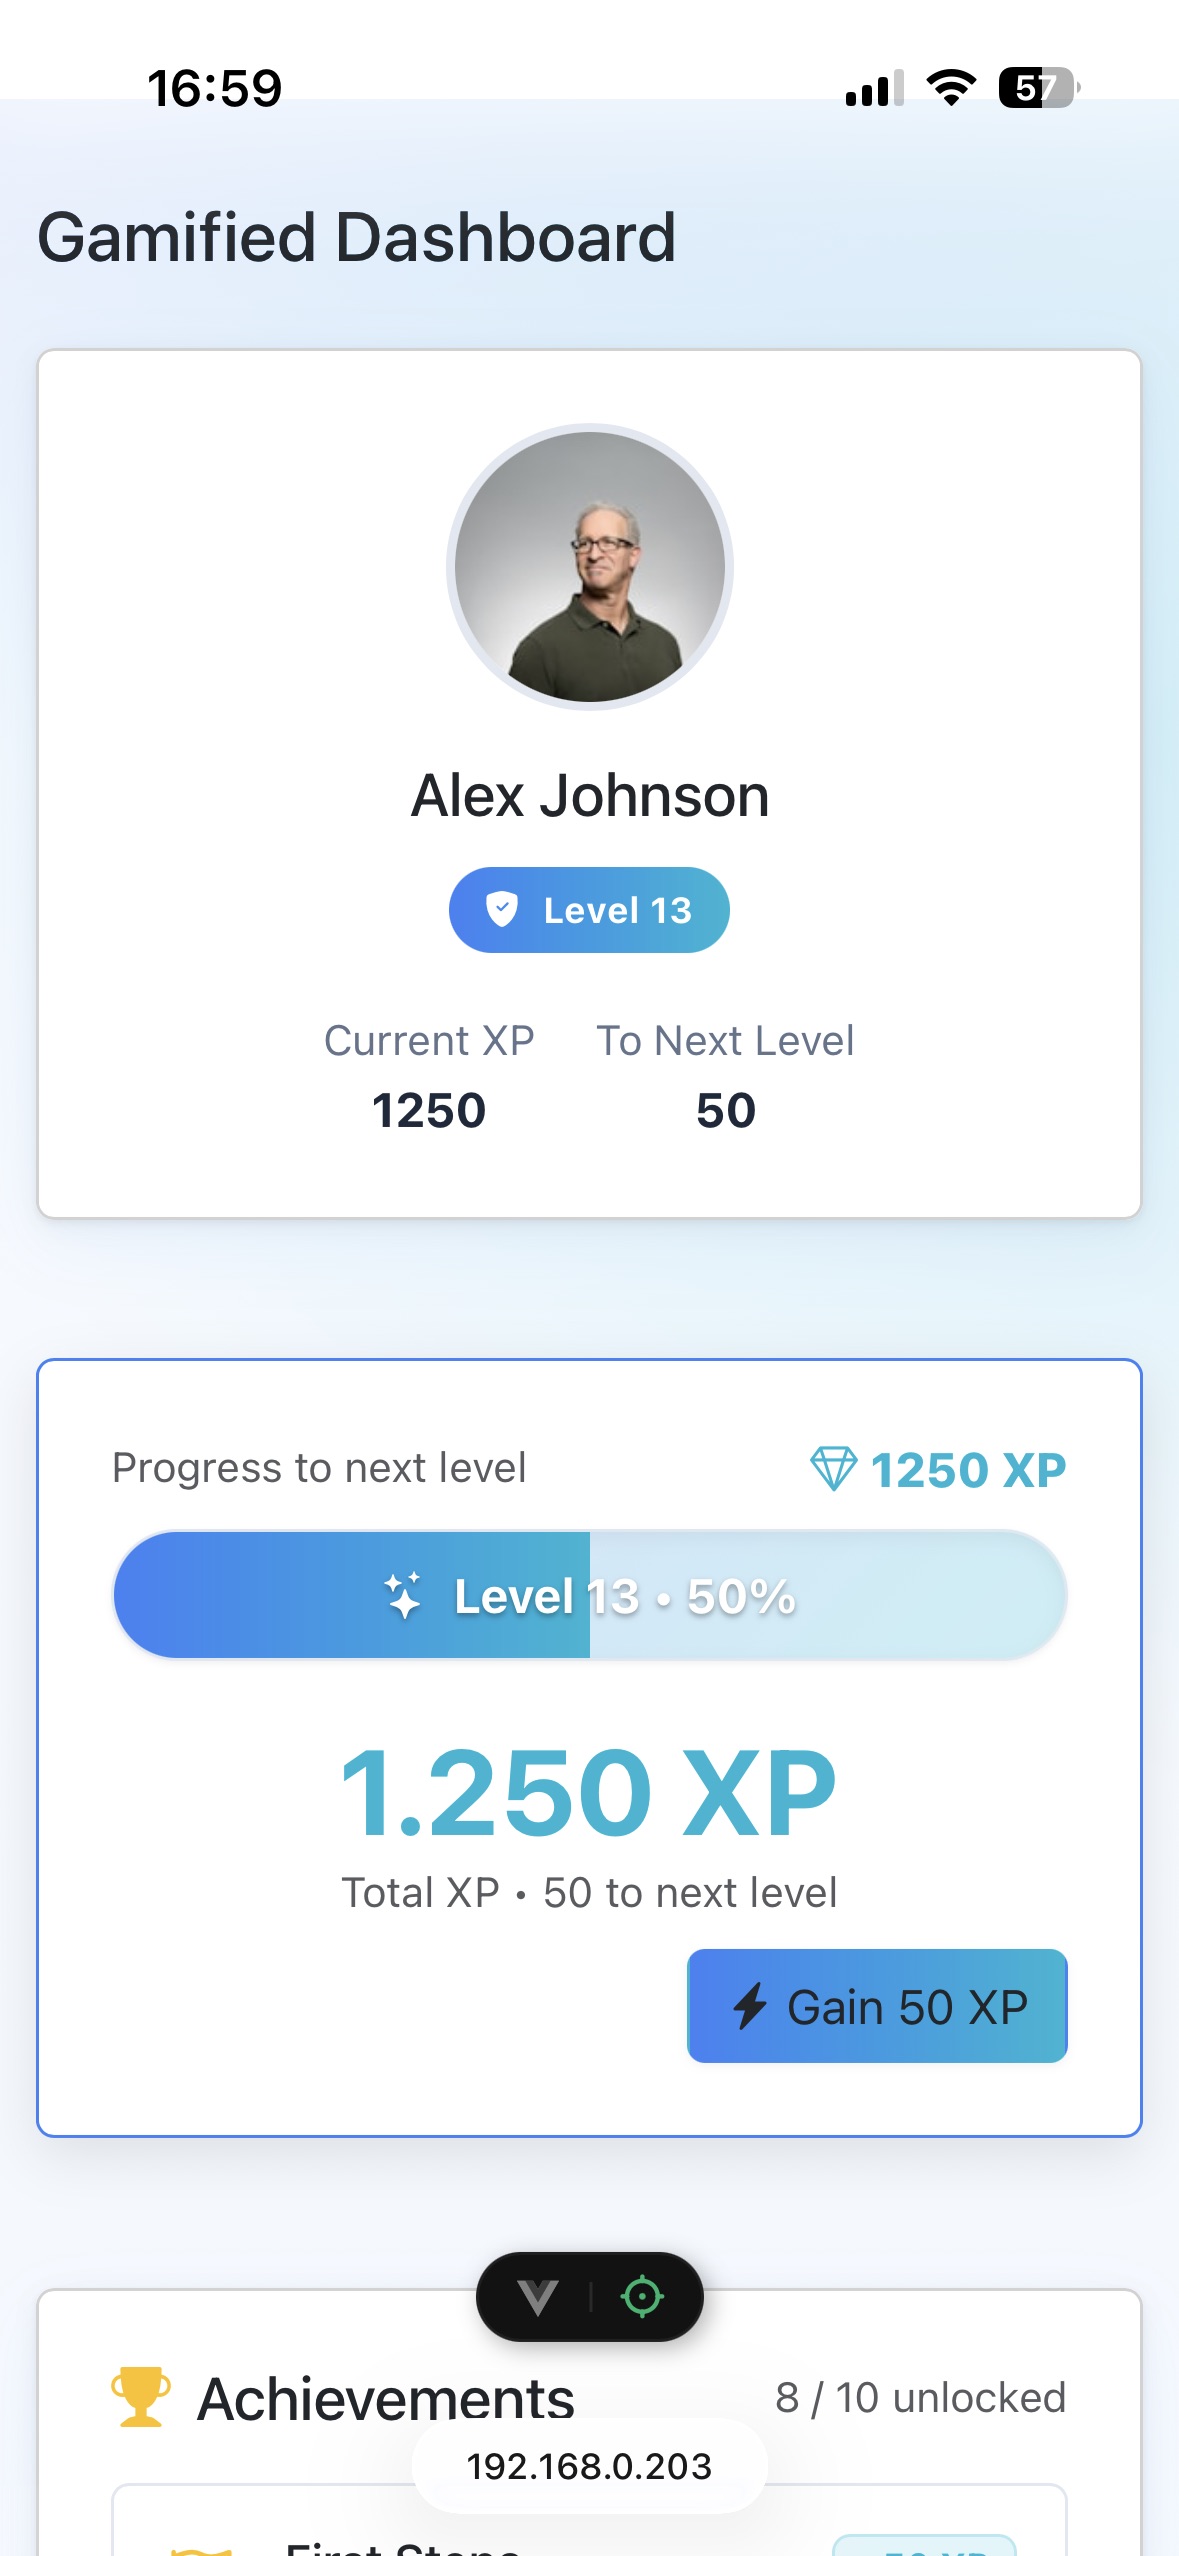 16:59
57
Gamified Dashboard
Alex Johnson
Level 13
Current XP To Next Level
1250 50
Progress to next level 1250 XP
Level 13 • 50%
1.250 XP
Total XP • 50 to next level
Gain 50 XP
Achievements 8 / 10 unlocked
192.168.0.203